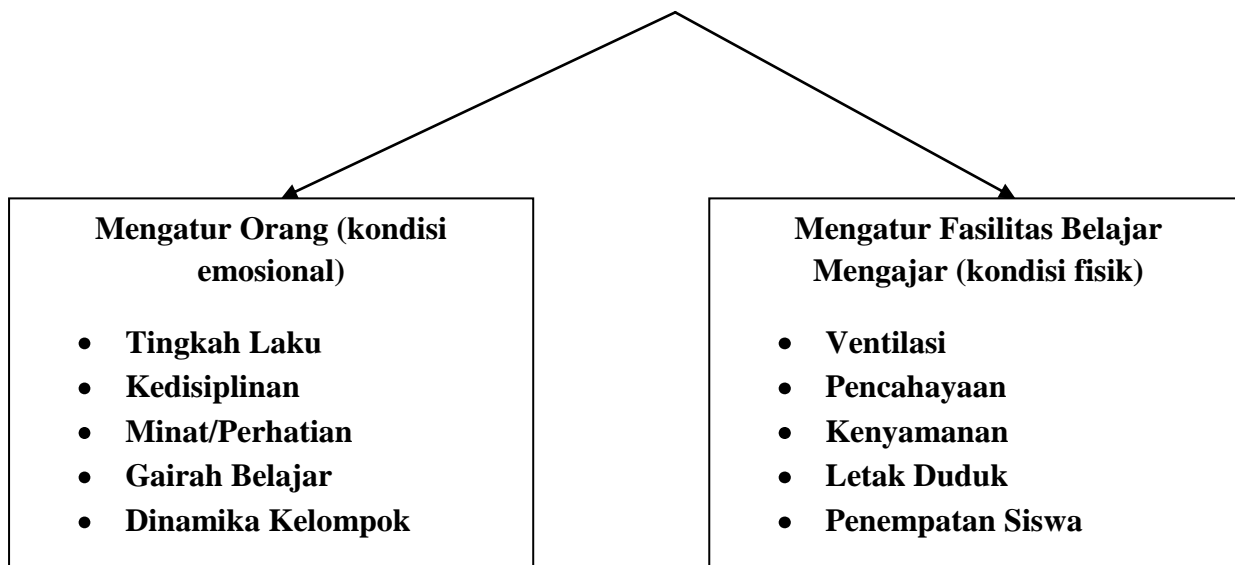 Mengatur Orang (kondisi
emosional)
• Tingkah Laku
• Kedisiplinan
• Minat/Perhatian
• Gairah Belajar
• Dinamika Kelompok
Mengatur Fasilitas Belajar
Mengajar (kondisi fisik)
• Ventilasi
• Pencahayaan
• Kenyamanan
• Letak Duduk
• Penempatan Siswa